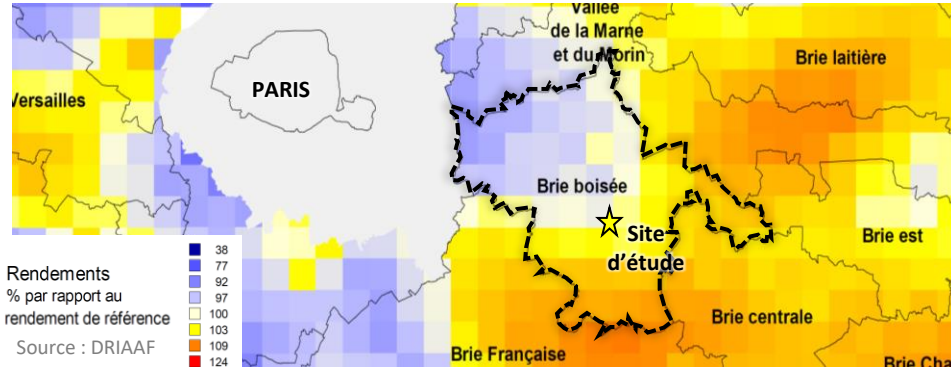 Vallée
de la Marne
et du Morin
Brie laitière
PARIS
Versailles
Brie boisée
Site
d'étude
Brie est
Rendements
% par rapport au
rendement de référence
Source : DRIAAF
38
77
92
97
100
103
109
124
Brie centrale
Brie Française
Brie Cha